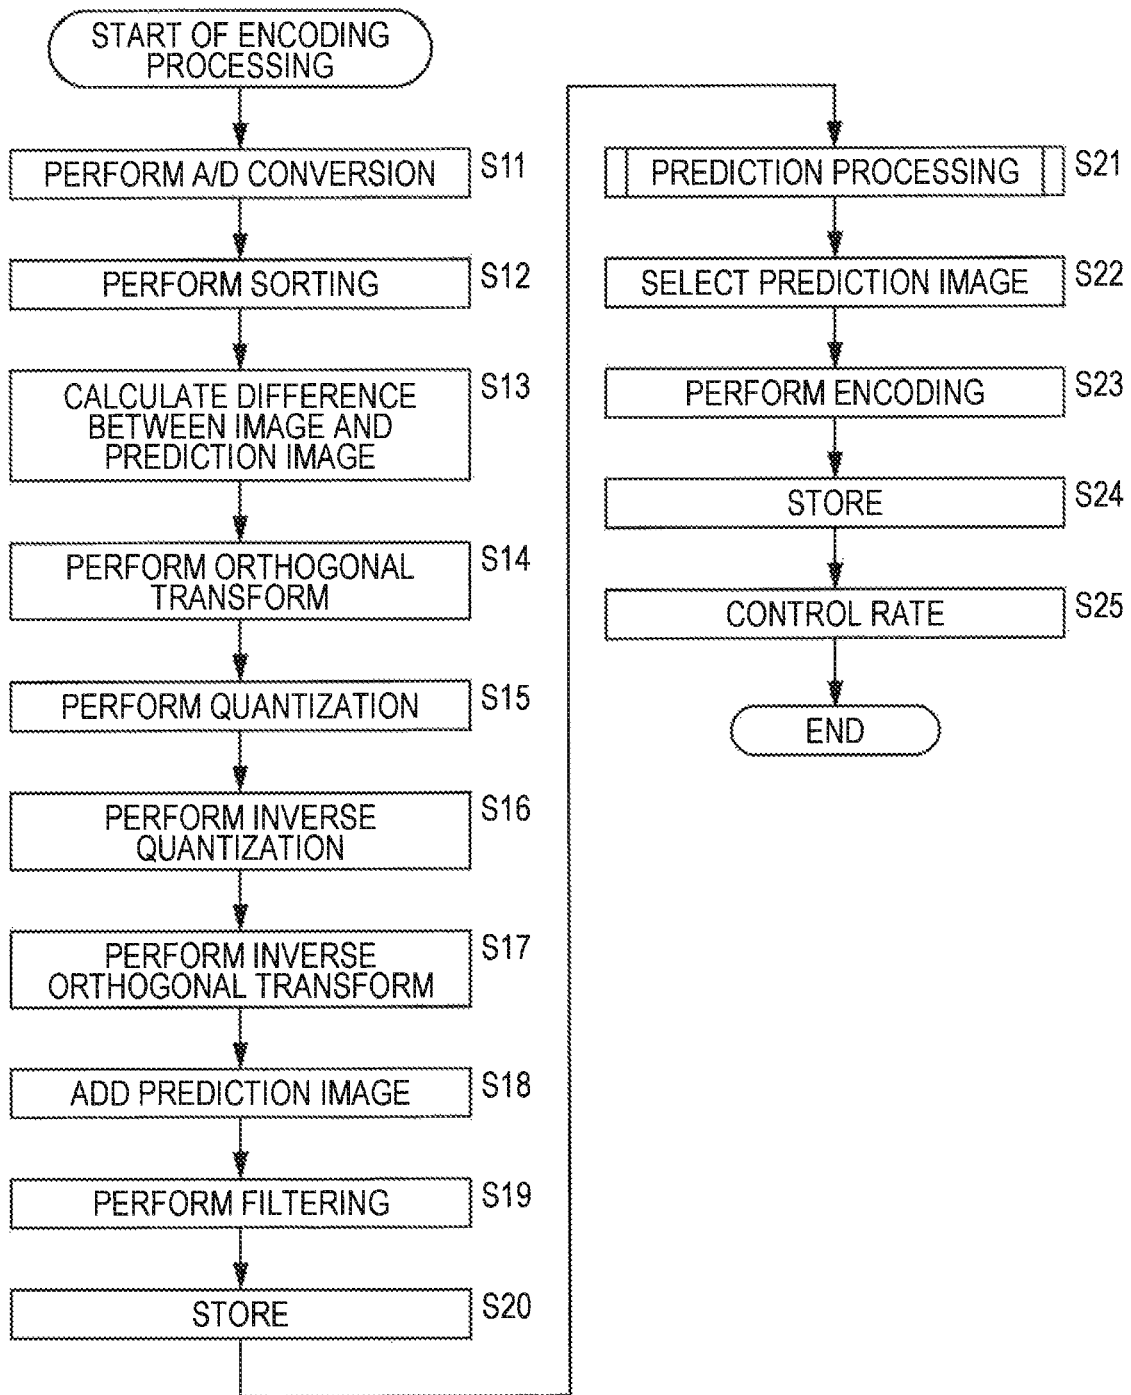 START OF ENCODING
PROCESSING
PERFORM A/D CONVERSION
S11
PERFORM SORTING
S12
CALCULATE DIFFERENCE
BETWEEN IMAGE AND
PREDICTION IMAGE
S13
PERFORM ORTHOGONAL
TRANSFORM
S14
PERFORM QUANTIZATION
S15
PERFORM INVERSE
QUANTIZATION
S16
PERFORM INVERSE
ORTHOGONAL TRANSFORM
S17
ADD PREDICTION IMAGE
S18
PERFORM FILTERING
S19
STORE
S20
PREDICTION PROCESSING
S21
SELECT PREDICTION IMAGE
S22
PERFORM ENCODING
S23
STORE
S24
CONTROL RATE
S25
END